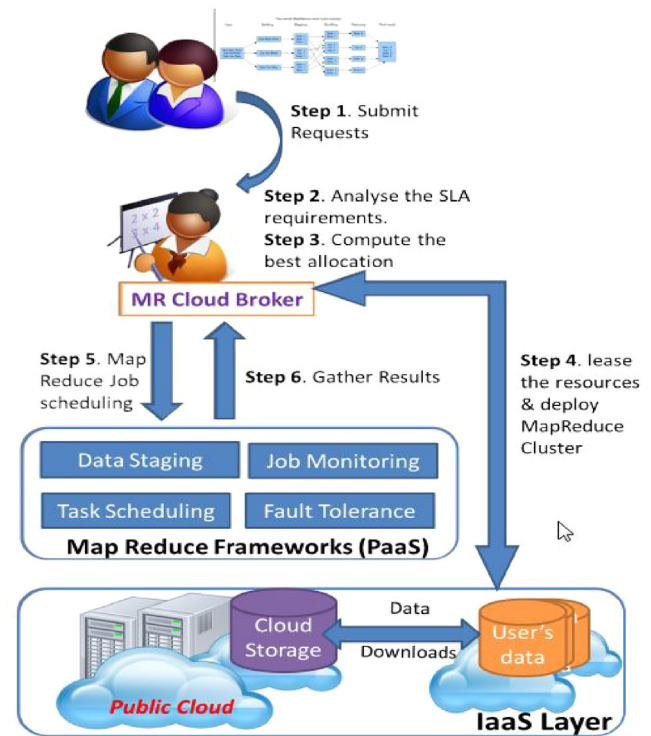 Step 1. Submit
Requests
Step 2. Analyse the SLA
requirements.
Step 3. Compute the
best allocation
2 x 2
MR Cloud Broker
Step 5. Map
Reduce Job
scheduling
Step 6. Gather Results
Step 4. lease
the resources
& deploy
MapReduce
Cluster
Data Staging
Job Monitoring
Task Scheduling
Fault Tolerance
Map Reduce Frameworks (PaaS)
Cloud
Storage
Data
Downloads
User's
data
Public Cloud
IaaS Layer